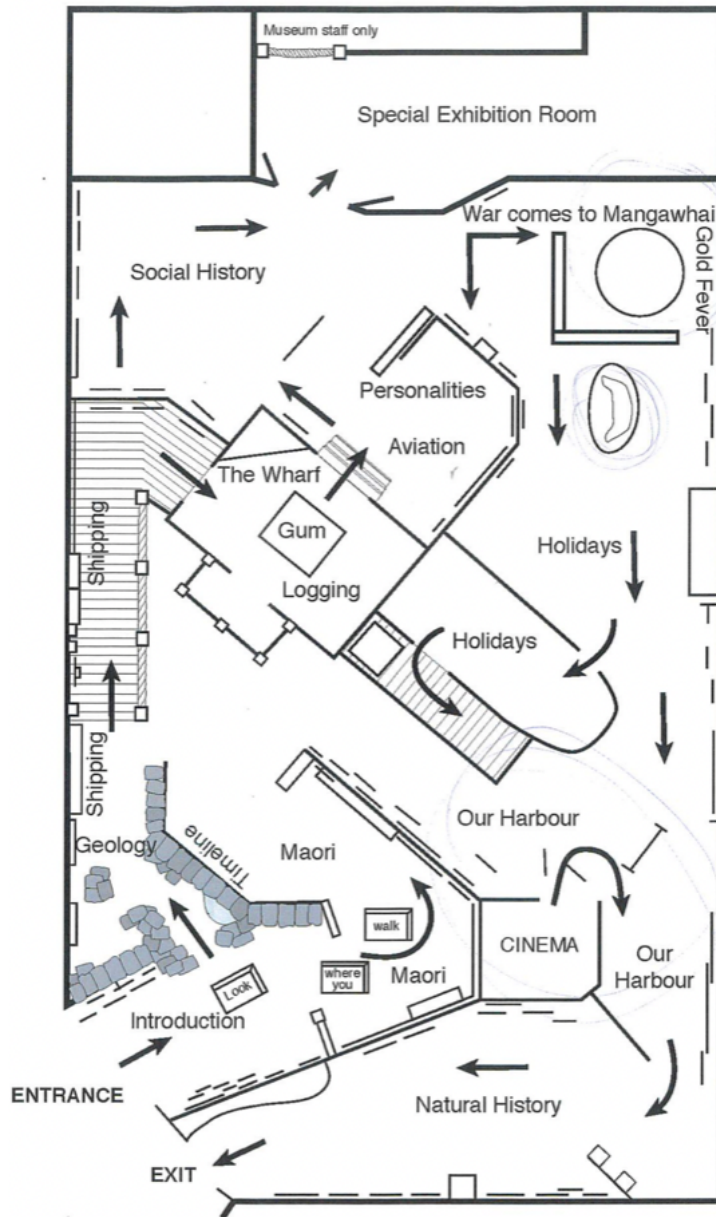 Museum staff only
Special Exhibition Room
War comes to Mangawhai
Gold Fever
Social History
Personalities
Aviation
The Wharf
Gum
Logging
Holidays
Holidays
Shipping
Shipping
Geology
Timeline
Maori
Our Harbour
walk
where
you
Look
Maori
CINEMA
Our
Harbour
Introduction
ENTRANCE
Natural History
EXIT